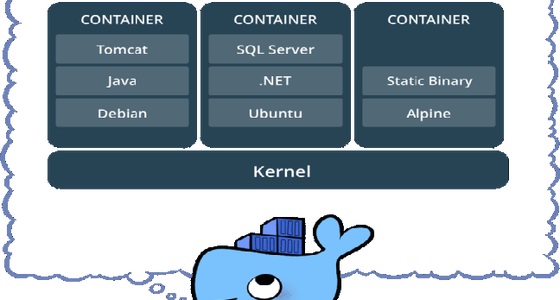 CONTAINER
Tomcat
Java
Debian
CONTAINER
SQL Server
.NET
Ubuntu
CONTAINER
Static Binary
Alpine
Kernel